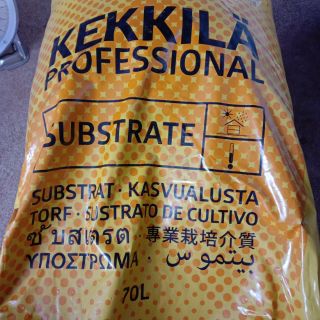 KEKKILÄ
PROFESSIONAL
SUBSTRATE
SUBSTRAT · KASVUALUSTA
TORF · SUSTRATO DE CULTIVO
ซับสเตรต · 專業栽培介質
ΥΠΟΣΤΡΩΜΑ · بيتموس
70L